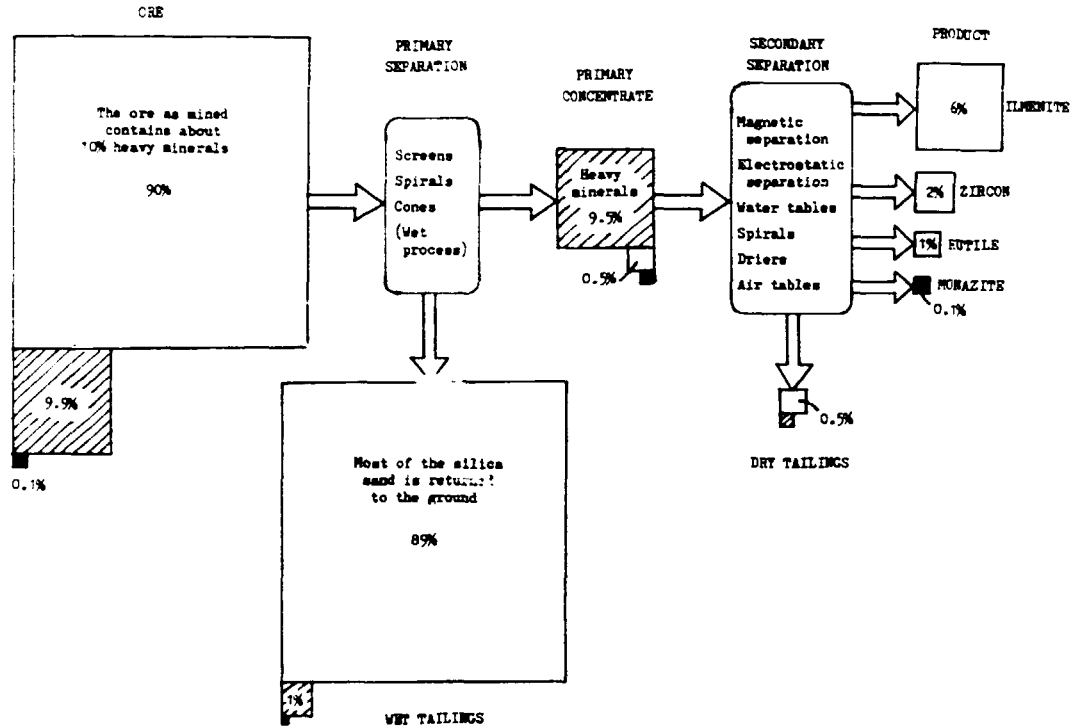 ORE
The ore as mined
contains about
10% heavy minerals
90%
9.9%
0.1%
PRIMARY
SEPARATION
Screens
Spirals
Cones
(Wet
process)
Most of the silica
sand is returned
to the ground
89%
1%
WET TAILINGS
PRIMARY
CONCENTRATE
Heavy
minerals
9.5%
0.5%
SECONDARY
SEPARATION
Magnetic
separation
Electrostatic
separation
Water tables
Spirals
Driers
Air tables
0.5%
DRY TAILINGS
PRODUCT
6%
ILMENITE
2%
ZIRCON
1%
RUTILE
MONAZITE
0.1%